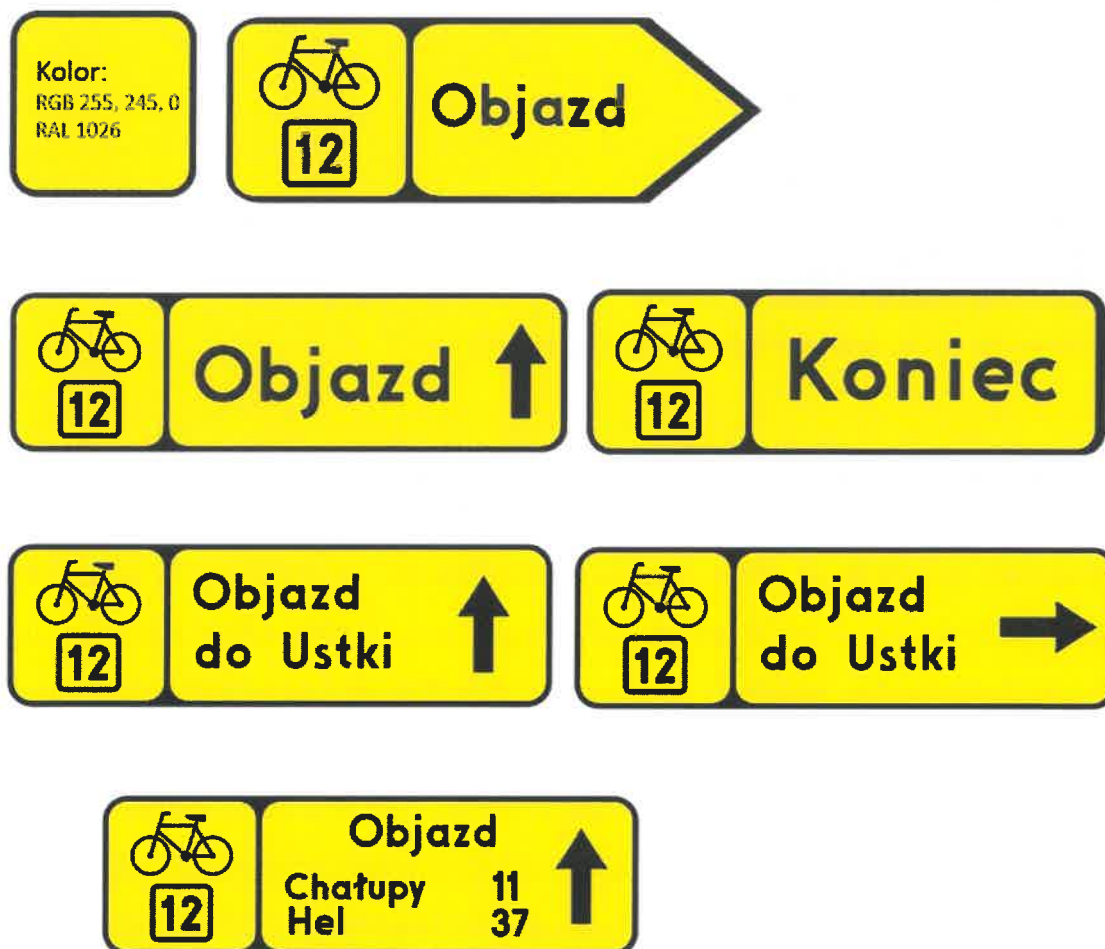 Kolor:
RGB 255, 245, 0
RAL 1026
12
Objazd
12
Objazd
12
Koniec
12
Objazd
do Ustki
12
Objazd
do Ustki
12
Objazd
Chałupy 11
Hel 37